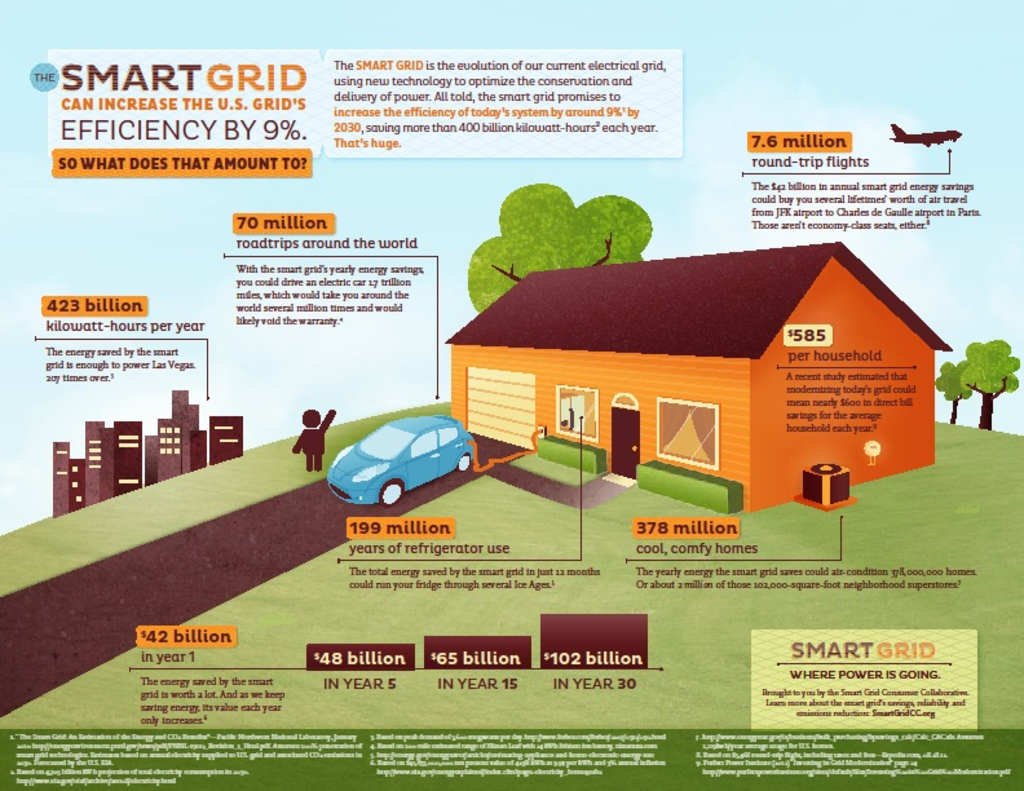 THE SMART GRID
CAN INCREASE THE U.S. GRID'S
EFFICIENCY BY 9%.
SO WHAT DOES THAT AMOUNT TO?
The SMART GRID is the evolution of our current electrical grid,
using new technology to optimize the conservation and
delivery of power. All told, the smart grid promises to
increase the efficiency of today's system by around 9%¹ by
2030, saving more than 400 billion kilowatt-hours² each year.
That's huge.
7.6 million
round-trip flights
The $42 billion in annual smart grid energy savings
could buy you several lifetimes' worth of air travel
from JFK airport to Charles de Gaulle airport in Paris.
Those aren't economy-class seats, either.⁸
70 million
roadtrips around the world
With the smart grid's yearly energy savings,
you could drive an electric car 1.7 trillion
miles, which would take you around the
world several million times and would
likely void the warranty.⁴
423 billion
kilowatt-hours per year
The energy saved by the smart
grid is enough to power Las Vegas.
207 times over.³
$585
per household
A recent study estimated that
modernizing today's grid could
mean nearly $600 in direct bill
savings for the average
household each year.⁹
199 million
years of refrigerator use
The total energy saved by the smart grid in just 12 months
could run your fridge through several Ice Ages.⁵
378 million
cool, comfy homes
The yearly energy the smart grid saves could air-condition 378,000,000 homes.
Or about 2 million of those 102,000-square-foot neighborhood superstores.⁷
$42 billion
in year 1
The energy saved by the smart
grid is worth a lot. And as we keep
saving energy, its value each year
only increases.⁶
$48 billion
IN YEAR 5
$65 billion
IN YEAR 15
$102 billion
IN YEAR 30
SMART GRID
WHERE POWER IS GOING.
Brought to you by the Smart Grid Consumer Collaborative.
Learn more about the smart grid's savings, reliability and
emissions reduction: SmartGridCC.org